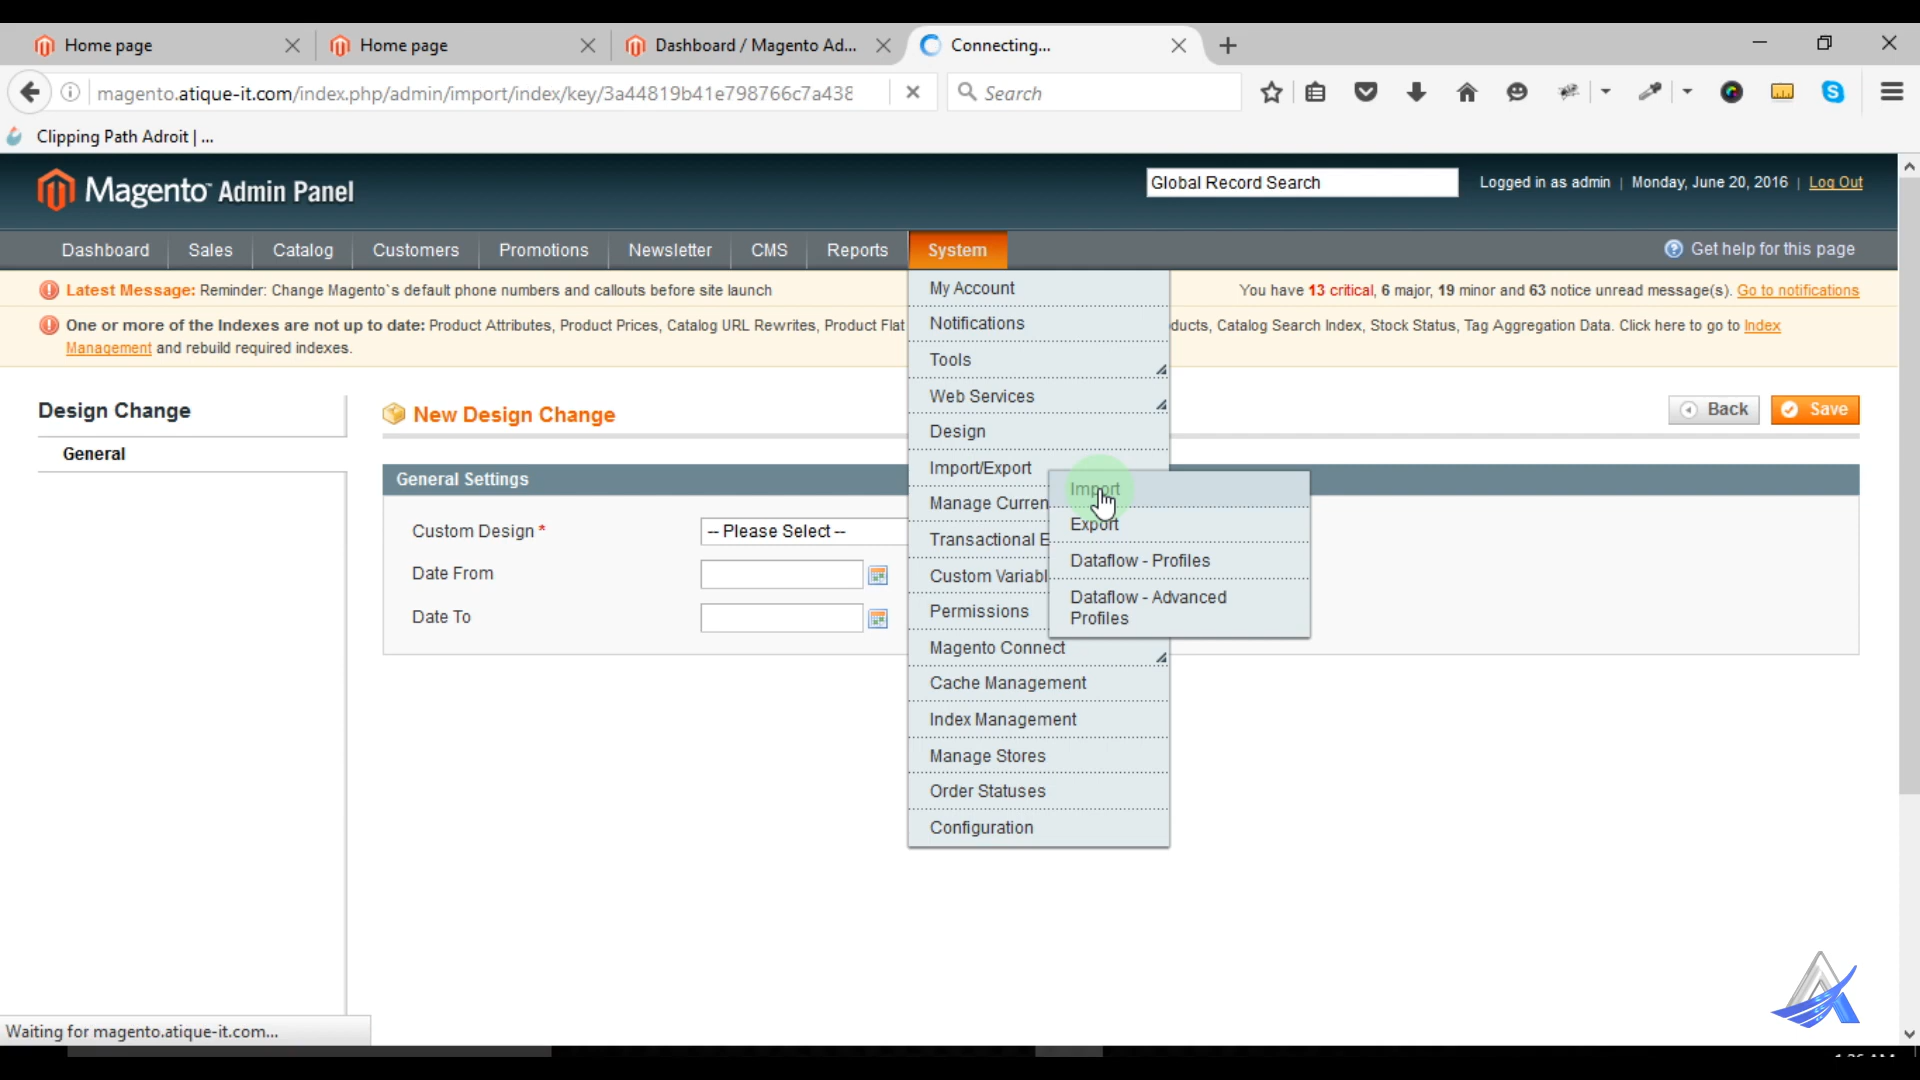 Home page
Home page
Dashboard / Magento Ad...
Connecting...
magento.atique-it.com/index.php/admin/import/index/key/3a44819b41e798766c7a438
Search
Clipping Path Adroit | ...
Magento Admin Panel
Global Record Search
Logged in as admin | Monday, June 20, 2016 | Log Out
Dashboard Sales Catalog Customers Promotions Newsletter CMS Reports System
Get help for this page
Latest Message: Reminder: Change Magento`s default phone numbers and callouts before site launch
You have 13 critical, 6 major, 19 minor and 63 notice unread message(s). Go to notifications
One or more of the Indexes are not up to date: Product Attributes, Product Prices, Catalog URL Rewrites, Product Flat
ducts, Catalog Search Index, Stock Status, Tag Aggregation Data. Click here to go to Index
Management and rebuild required indexes.
My Account
Notifications
Tools
Web Services
Design
Import/Export
Manage Curren
Transactional E
Custom Variabl
Permissions
Magento Connect
Cache Management
Index Management
Manage Stores
Order Statuses
Configuration
Import
Export
Dataflow - Profiles
Dataflow - Advanced
Profiles
Design Change
General
New Design Change
Back
Save
General Settings
Custom Design *
-- Please Select --
Date From
Date To
Waiting for magento.atique-it.com...